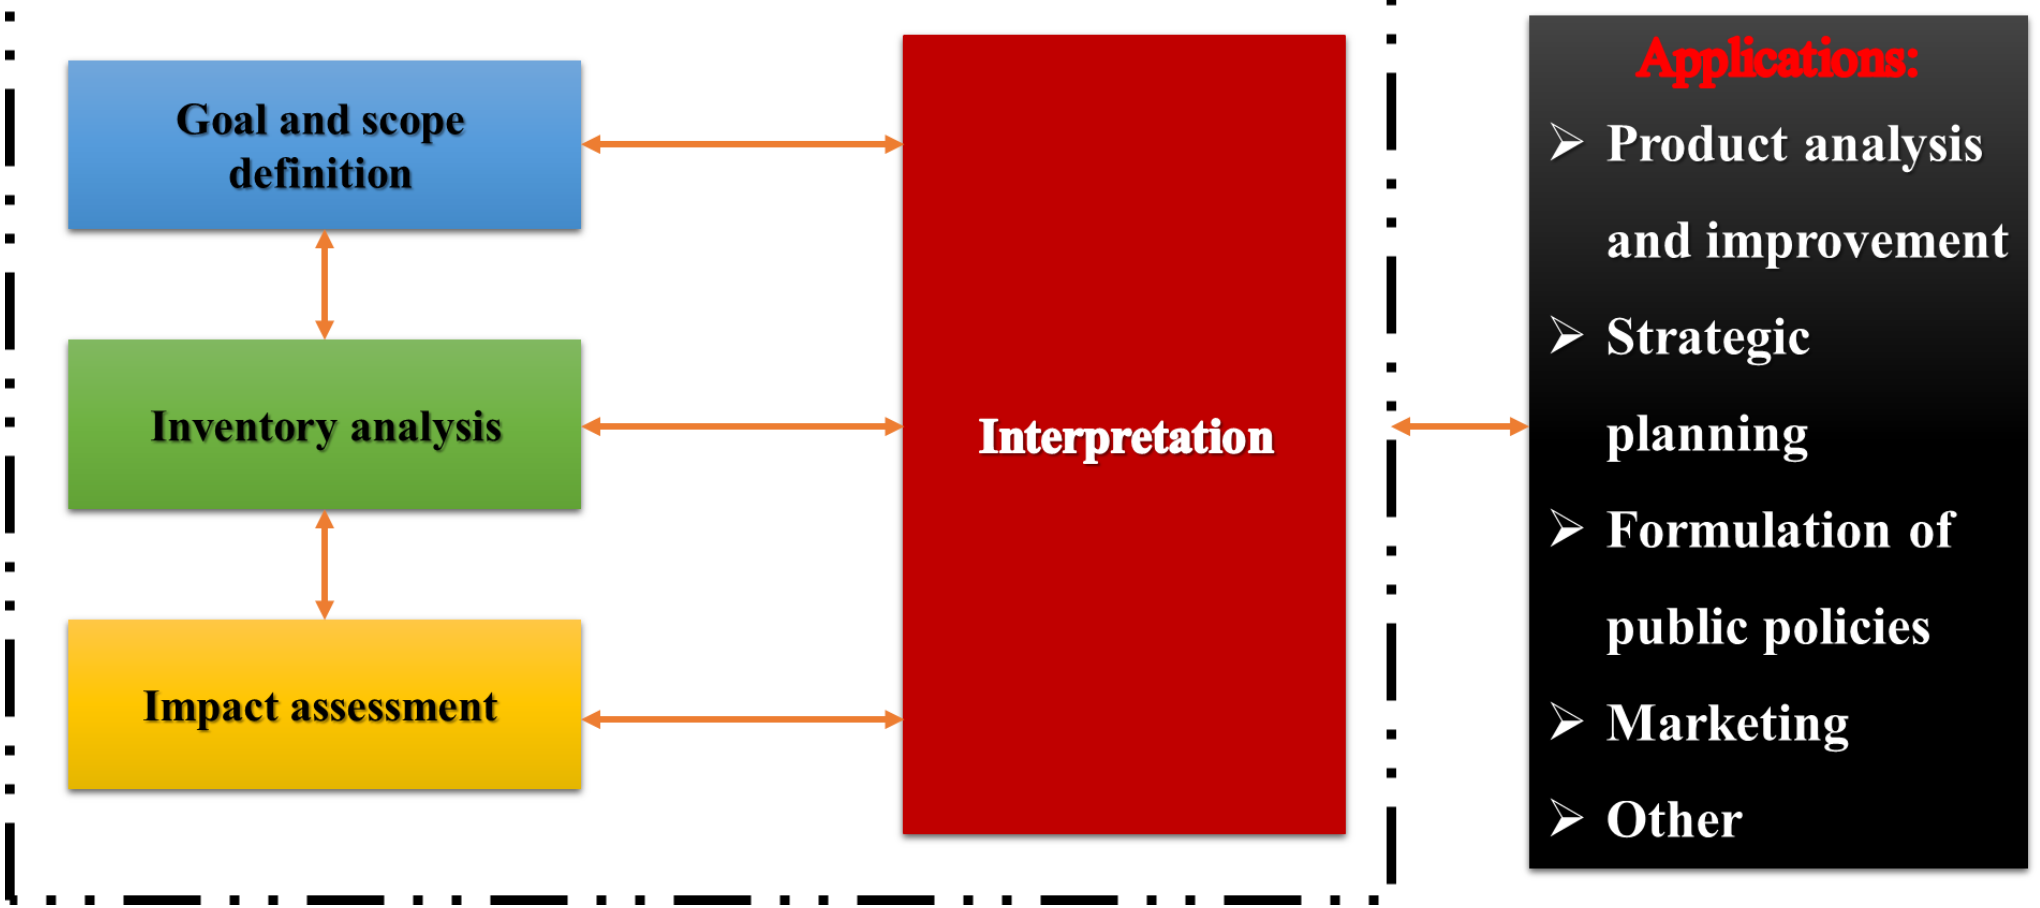 Goal and scope
definition
Inventory analysis
Impact assessment
Interpretation
Applications:
Product analysis
and improvement
Strategic
planning
Formulation of
public policies
Marketing
Other